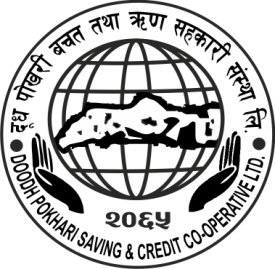 दूध पोखरी बचत तथा ऋण सहकारी संस्था लि.
२०६५
DOODH POKHARI SAVING & CREDIT CO-OPERATIVE LTD.